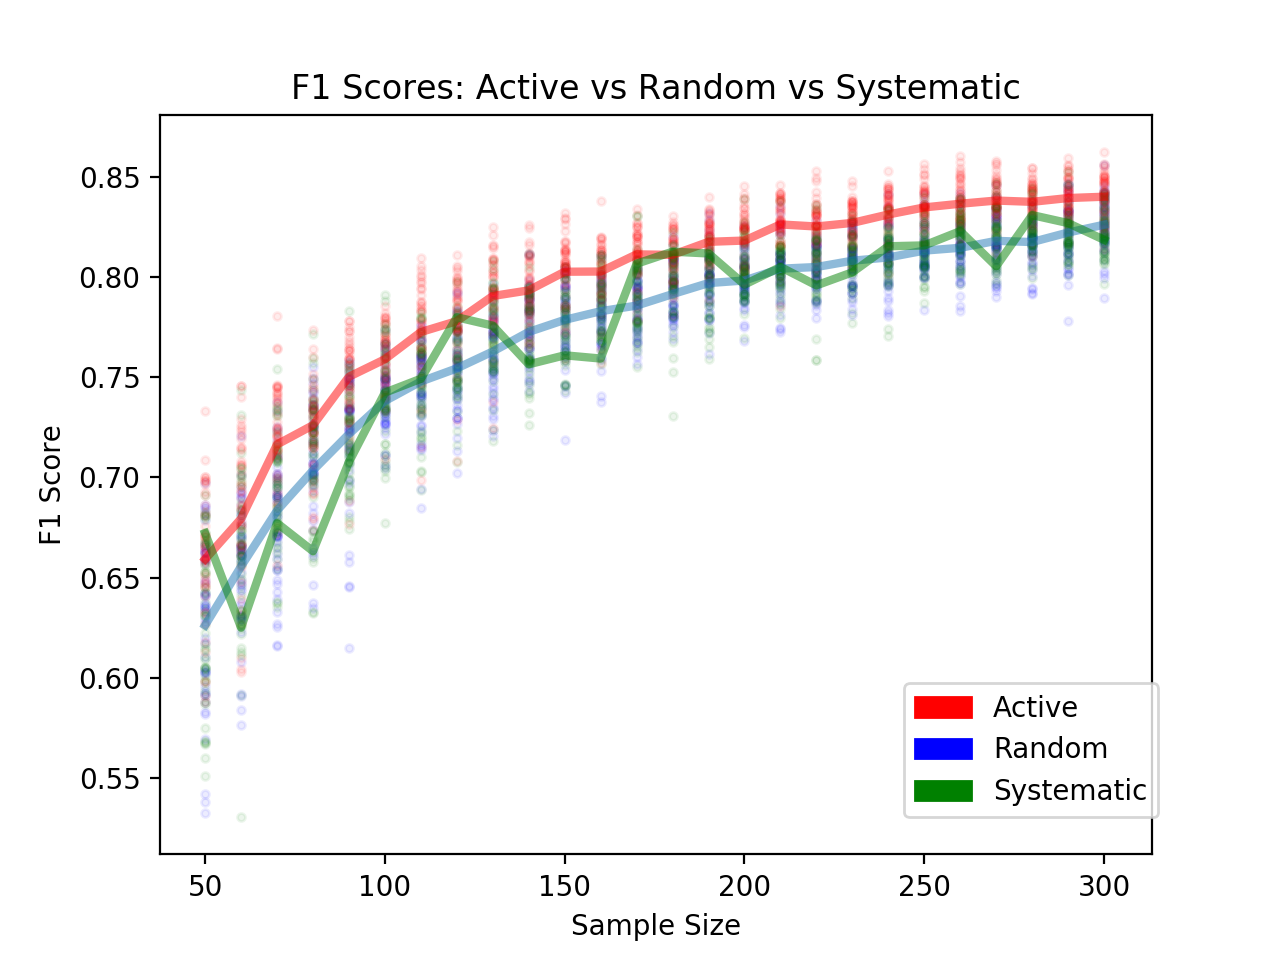 F1 Scores: Active vs Random vs Systematic
0.85
0.80
0.75
0.70
0.65
0.60
0.55
F1 Score
50
100
150
200
250
300
Sample Size
Active
Random
Systematic